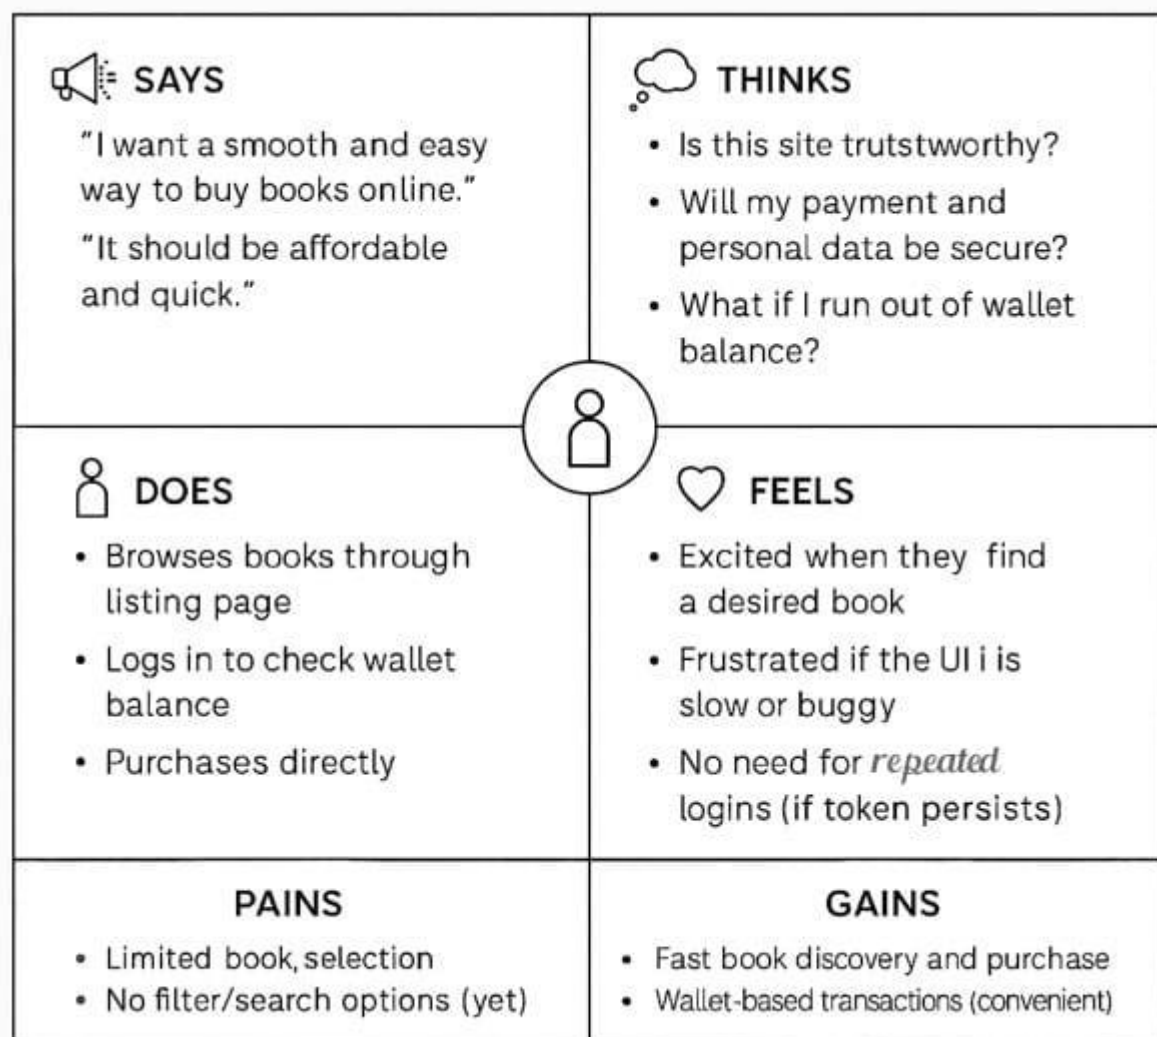 SAYS
"I want a smooth and easy
way to buy books online."
"It should be affordable
and quick."
THINKS
• Is this site trutstworthy?
• Will my payment and
personal data be secure?
• What if I run out of wallet
balance?
DOES
• Browses books through
listing page
• Logs in to check wallet
balance
• Purchases directly
FEELS
• Excited when they find
a desired book
• Frustrated if the UI i is
slow or buggy
• No need for repeated
logins (if token persists)
PAINS
• Limited book, selection
• No filter/search options (yet)
GAINS
• Fast book discovery and purchase
• Wallet-based transactions (convenient)